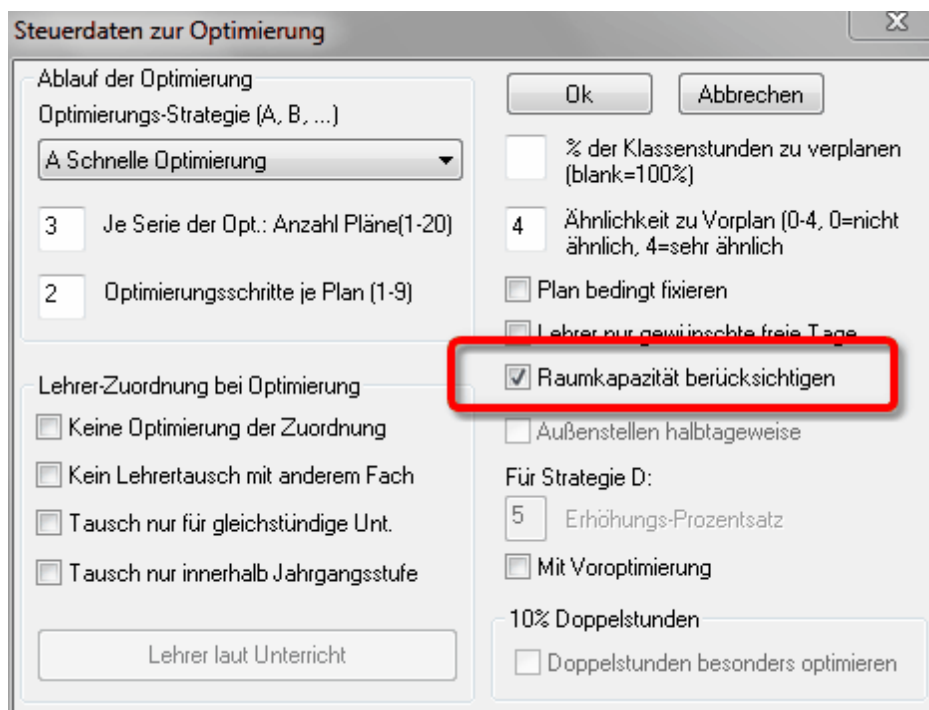 Steuerdaten zur Optimierung
Ablauf der Optimierung
Optimierungs-Strategie (A, B, ...)
A Schnelle Optimierung
3 Je Serie der Opt.: Anzahl Pläne(1-20)
2 Optimierungsschritte je Plan (1-9)
Lehrer-Zuordnung bei Optimierung
Keine Optimierung der Zuordnung
Kein Lehrertausch mit anderem Fach
Tausch nur für gleichstündige Unt.
Tausch nur innerhalb Jahrgangsstufe
Lehrer laut Unterricht
Ok Abbrechen
% der Klassenstunden zu verplanen
(blank=100%)
4 Ähnlichkeit zu Vorplan (0-4, 0=nicht
ähnlich, 4=sehr ähnlich
Plan bedingt fixieren
Lehrer nur gewünschte freie Tage
Raumkapazität berücksichtigen
Außenstellen halbtageweise
Für Strategie D:
5 Erhöhungs-Prozentsatz
Mit Voroptimierung
10% Doppelstunden
Doppelstunden besonders optimieren